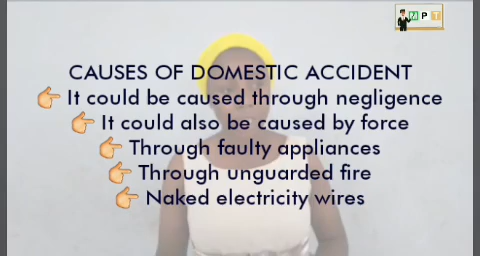 MPT
CAUSES OF DOMESTIC ACCIDENT
👉 It could be caused through negligence
👉 It could also be caused by force
👉 Through faulty appliances
👉 Through unguarded fire
👉 Naked electricity wires